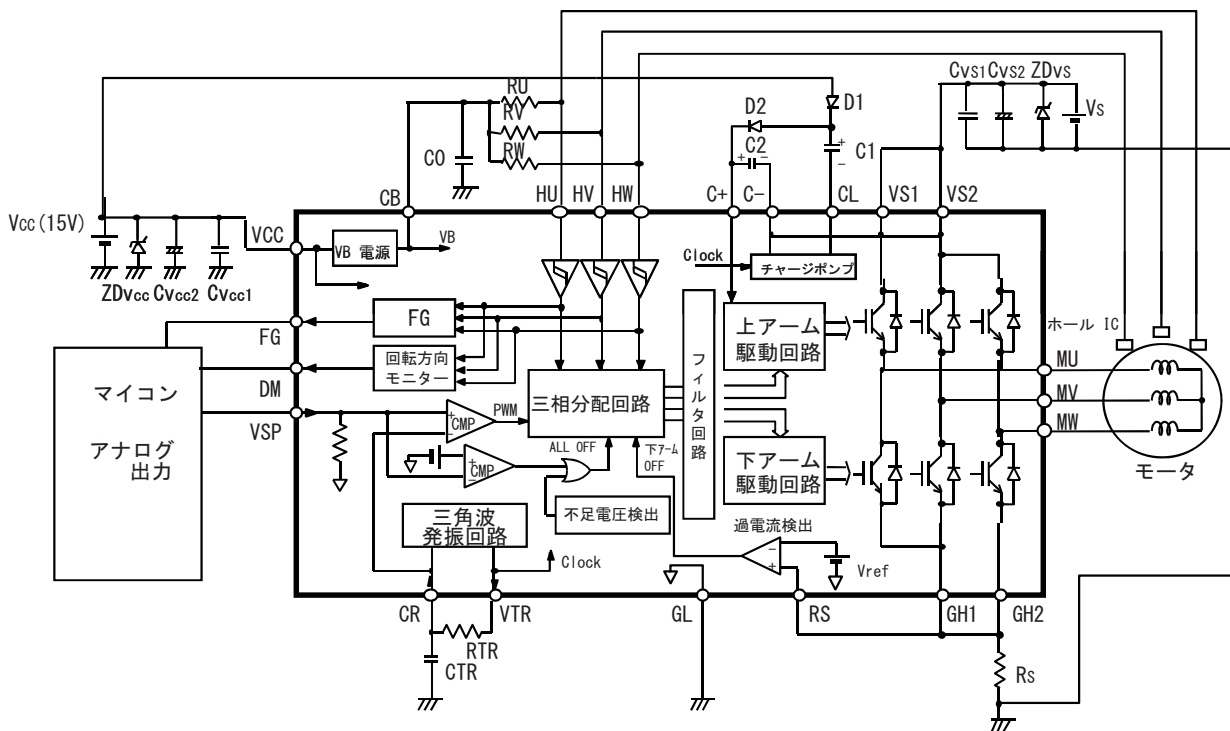 CVS1 CVS2 ZDVS
VS
RU
RV
RW
C0
D2
D1
C2
+ -
+
-
C1
CB
HU
HV
HW
C+
C-
CL
VS1
VS2
VCC (15V)
VCC
ZDVCC
CVCC2
CVCC1
VB 電源
VB
Clock
チャージポンプ
FG
FG
回転方向
モニター
DM
マイコン
アナログ
出力
VSP
三相分配回路
フィルタ回路
上アーム
駆動回路
下アーム
駆動回路
ホール IC
MU
MV
MW
モータ
+
-
CMP
PWM
+
-
CMP
ALL OFF
下アーム
OFF
不足電圧検出
三角波
発振回路
Clock
過電流検出
-
+
Vref
CR
VTR
GL
RS
GH1
GH2
RTR
CTR
RS